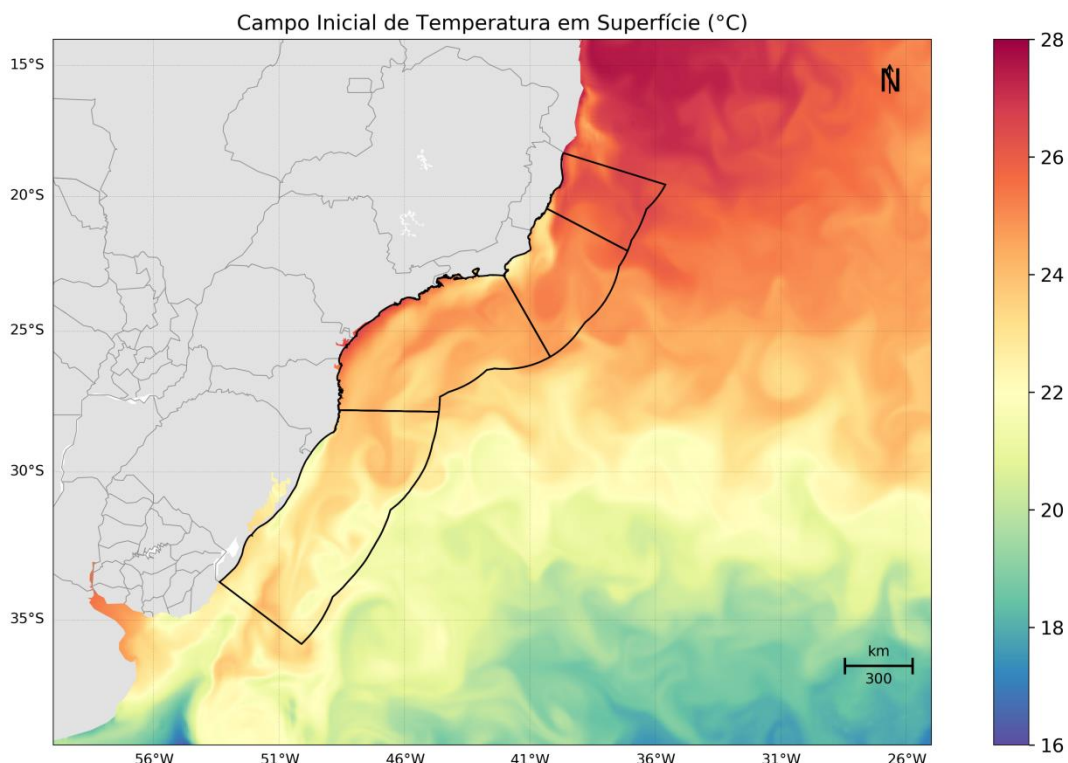 Campo Inicial de Temperatura em Superfície (°C)
15°S
20°S
25°S
30°S
35°S
56°W
51°W
46°W
41°W
36°W
31°W
26°W
N
km
300
28
26
24
22
20
18
16